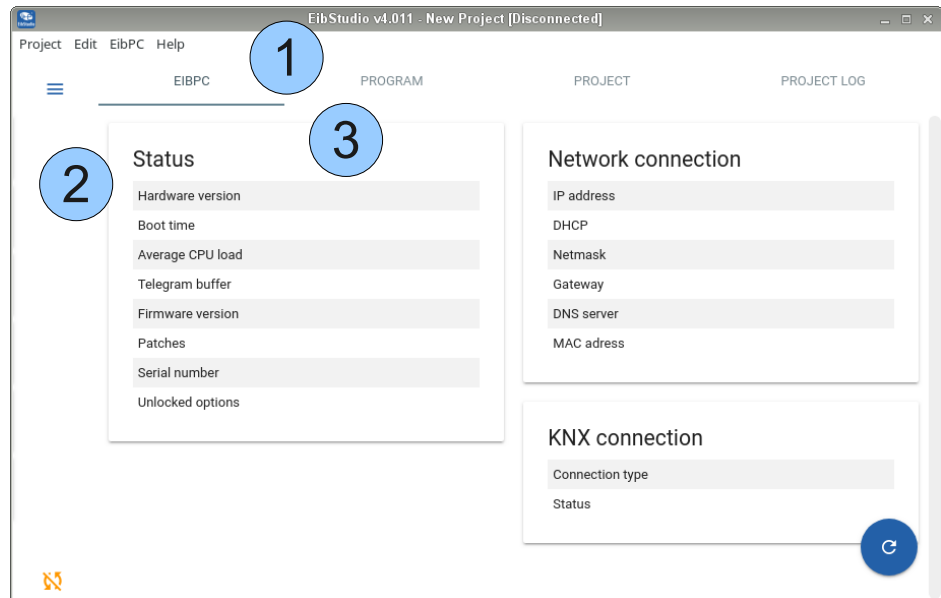 EibStudio v4.011 - New Project [Disconnected]
Project Edit EibPC Help
1
EIBPC PROGRAM PROJECT PROJECT LOG
3
2
Status
Hardware version
Boot time
Average CPU load
Telegram buffer
Firmware version
Patches
Serial number
Unlocked options
Network connection
IP address
DHCP
Netmask
Gateway
DNS server
MAC adress
KNX connection
Connection type
Status